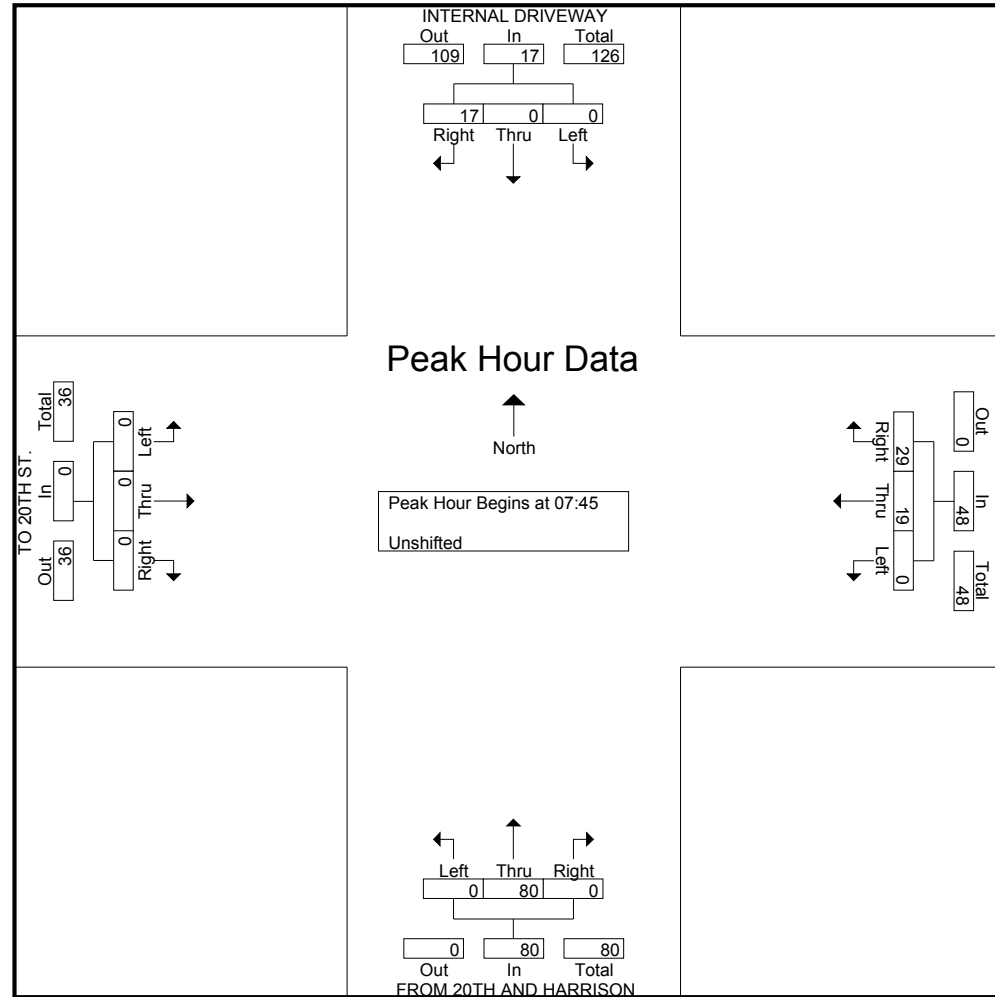 INTERNAL DRIVEWAY
Out In Total
109 17 126
17 0 0
Right Thru Left
Peak Hour Data
North
Peak Hour Begins at 07:45
Unshifted
TO 20TH ST.
Out In Total
36 0 36
0 0 0
Right Thru Left
Out In Total
0 48 48
29 19 0
Right Thru Left
Left Thru Right
0 80 0
0 80 80
Out In Total
FROM 20TH AND HARRISON